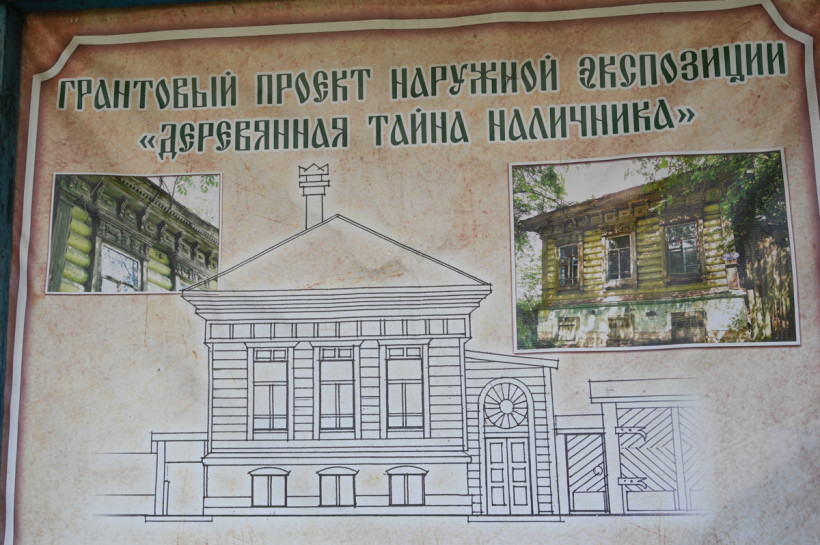 ГРАНТОВЫЙ ПРОЕКТ НАРУЖНОЙ ЭКСПОЗИЦИИ
«ДЕРЕВЯННАЯ ТАЙНА НАЛИЧНИКА»